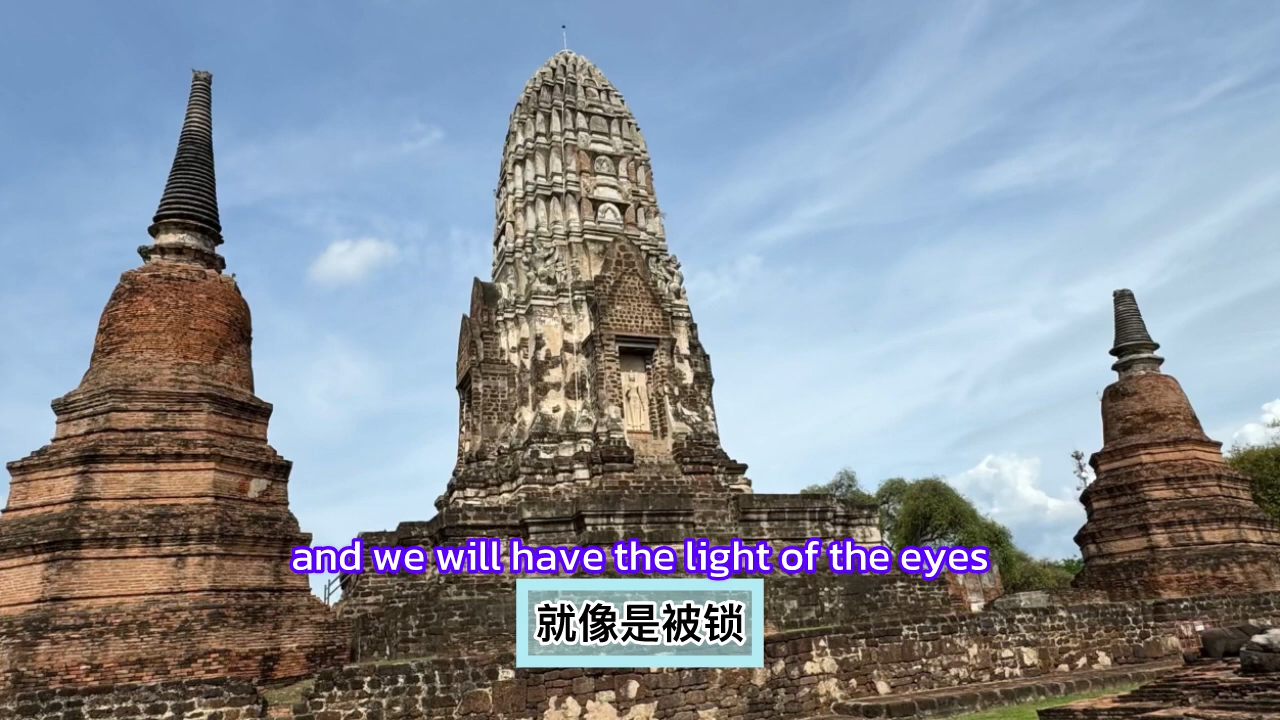 and we will have the light of the eyes
就像是被锁